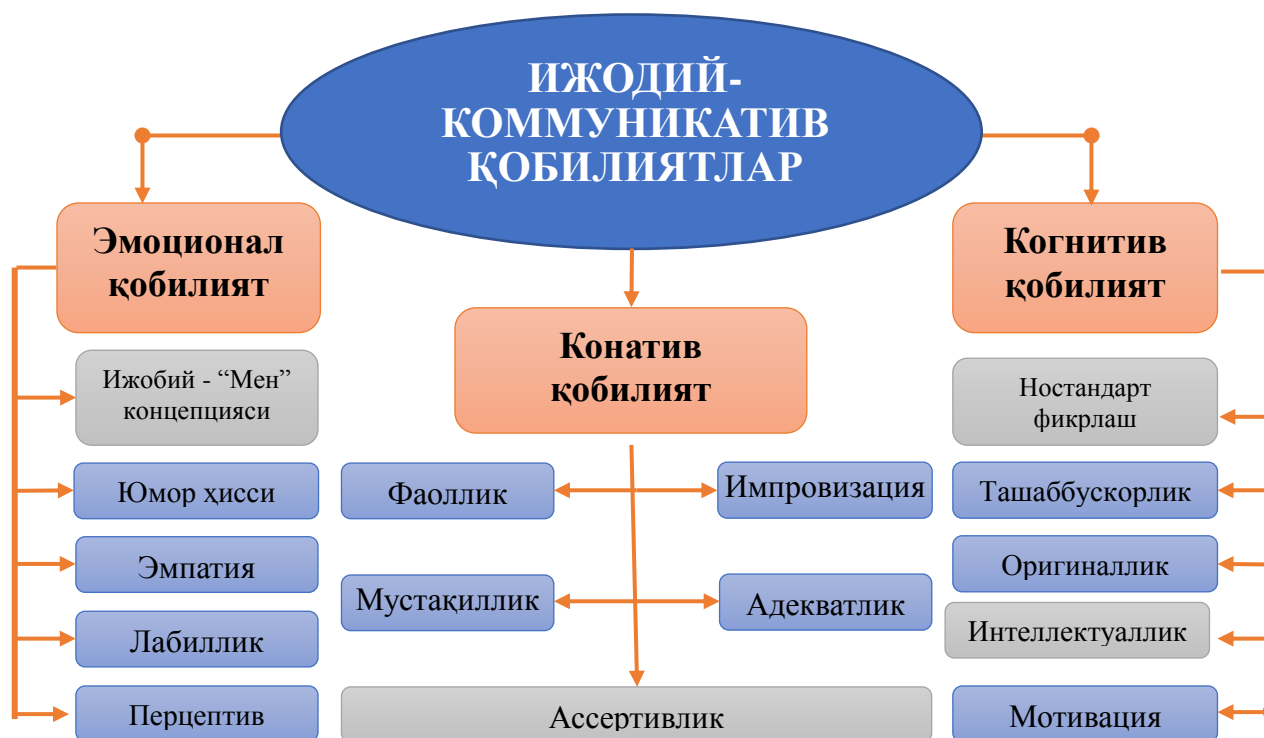 ИЖОДИЙ-
КОММУНИКАТИВ
ҚОБИЛИЯТЛАР
Эмоционал
қобилият
Ижобий - “Мен”
концепцияси
Юмор ҳисси
Эмпатия
Лабиллик
Перцептив
Конатив
қобилият
Фаоллик
Импровизация
Мустақиллик
Адекватлик
Ассертивлик
Когнитив
қобилият
Ностандарт
фикрлаш
Ташаббускорлик
Оригиналлик
Интеллектуаллик
Мотивация